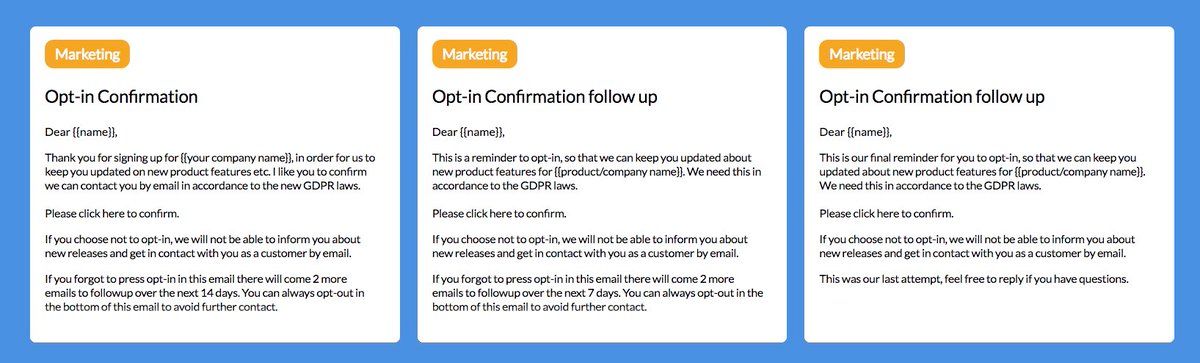 Marketing
Opt-in Confirmation
Dear {{name}},
Thank you for signing up for {{your company name}}, in order for us to
keep you updated on new product features etc. I like you to confirm
we can contact you by email in accordance to the new GDPR laws.
Please click here to confirm.
If you choose not to opt-in, we will not be able to inform you about
new releases and get in contact with you as a customer by email.
If you forgot to press opt-in in this email there will come 2 more
emails to followup over the next 14 days. You can always opt-out in
the bottom of this email to avoid further contact.
Marketing
Opt-in Confirmation follow up
Dear {{name}},
This is a reminder to opt-in, so that we can keep you updated about
new product features for {{product/company name}}. We need this in
accordance to the GDPR laws.
Please click here to confirm.
If you choose not to opt-in, we will not be able to inform you about
new releases and get in contact with you as a customer by email.
If you forgot to press opt-in in this email there will come 2 more
emails to followup over the next 7 days. You can always opt-out in the
bottom of this email to avoid further contact.
Marketing
Opt-in Confirmation follow up
Dear {{name}},
This is our final reminder for you to opt-in, so that we can keep you
updated about new product features for {{product/company name}}.
We need this in accordance to the GDPR laws.
Please click here to confirm.
If you choose not to opt-in, we will not be able to inform you about
new releases and get in contact with you as a customer by email.
This was our last attempt, feel free to reply if you have questions.